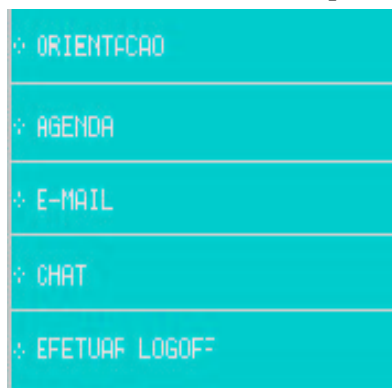 ORIENTACAO
AGENDA
E-MAIL
CHAT
EFETUAR LOGOFF